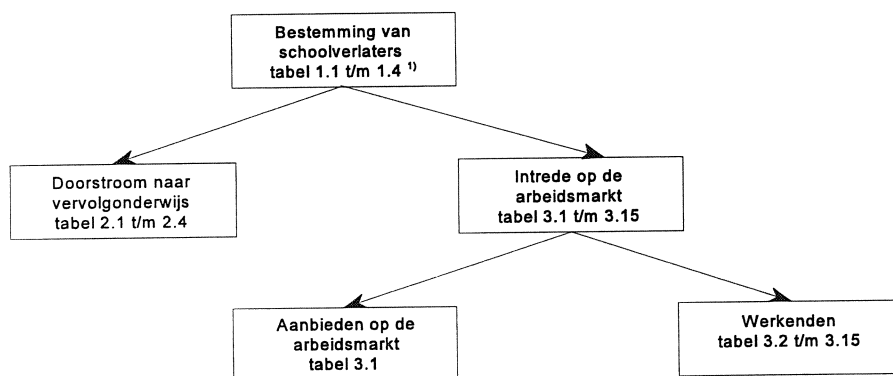 Bestemming van
schoolverlaters
tabel 1.1 t/m 1.4 ¹⁾
Doorstroom naar
vervolgonderwijs
tabel 2.1 t/m 2.4
Intrede op de
arbeidsmarkt
tabel 3.1 t/m 3.15
Aanbieden op de
arbeidsmarkt
tabel 3.1
Werkenden
tabel 3.2 t/m 3.15